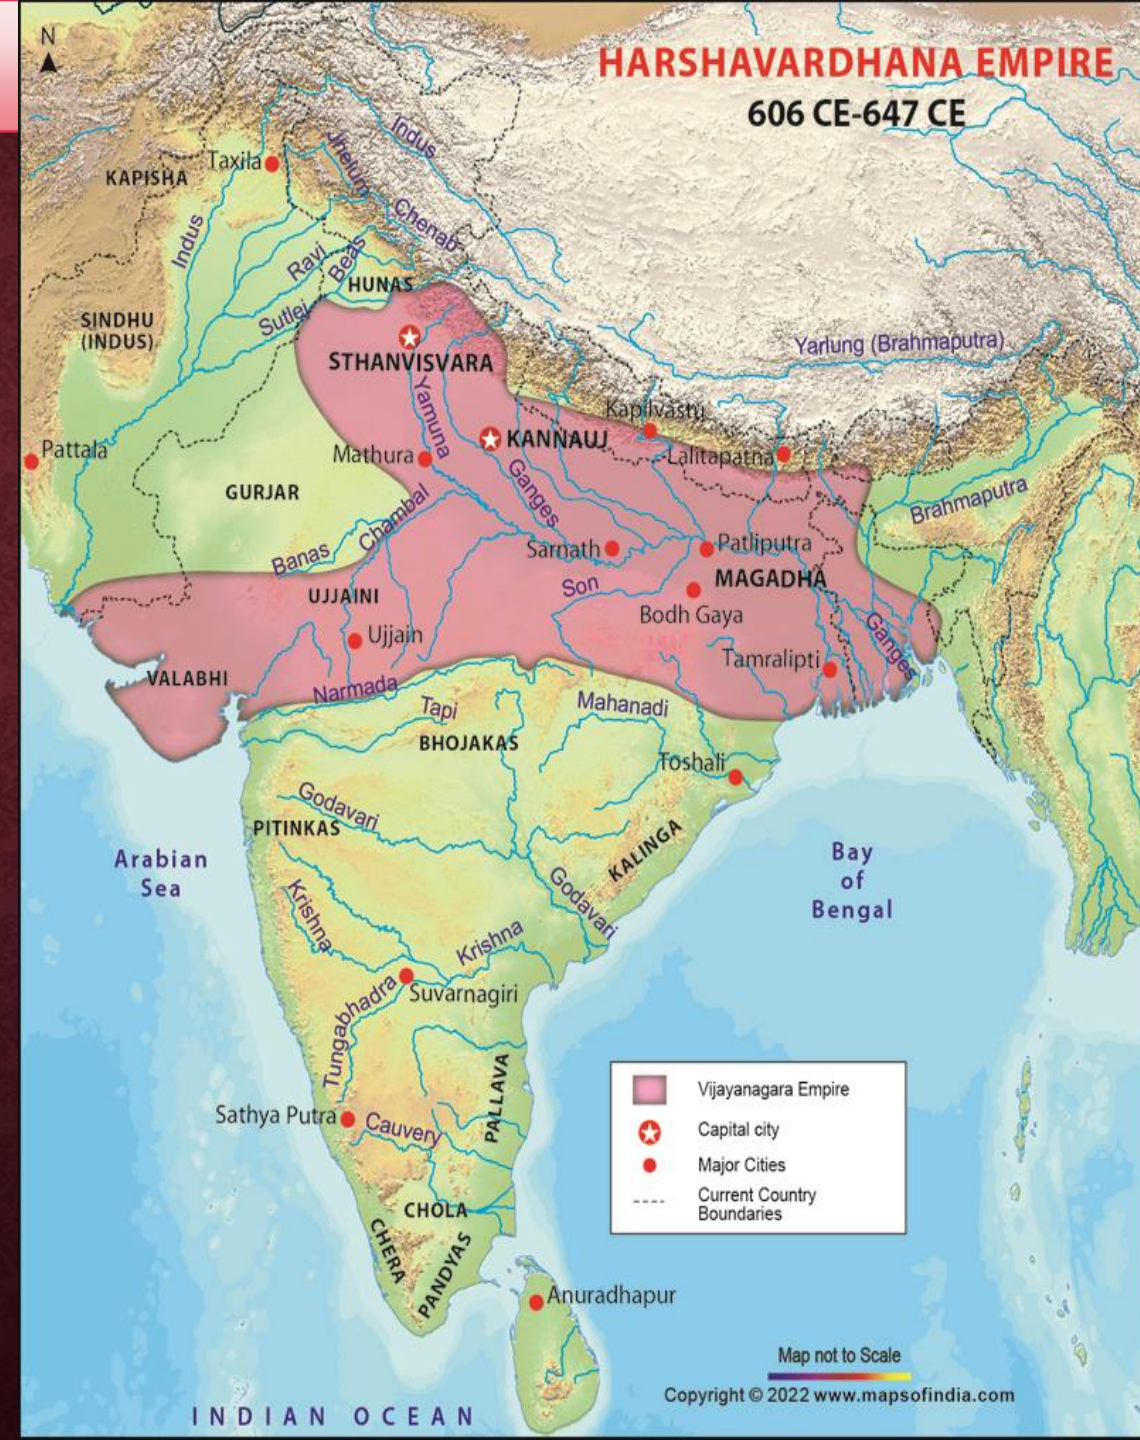 N
HARSHAVARDHANA EMPIRE
606 CE-647 CE
Indus
Jhelum
Taxila
KAPISHA
Chenab
Indus
Ravi
Beas
HUNAS
Sutlej
SINDHU
(INDUS)
Yarlung (Brahmaputra)
STHANVISVARA
Yamuna
Kapilvastu
KANNAUJ
Pattala
Mathura
Lalitapatna
GURJAR
Ganges
Brahmaputra
Chambal
Banas
Sarnath
Patliputra
MAGADHA
Son
UJJAINI
Bodh Gaya
Ujjain
Ganges
Tamralipti
VALABHI
Narmada
Tapi
Mahanadi
BHOJAKAS
Toshali
Godavari
PITINKAS
KALINGA
Arabian
Sea
Bay
of
Bengal
Godavari
Krishna
Krishna
Suvarnagiri
Tungabhadra
PALLAVA
Sathya Putra
Cauvery
CHOLA
CHERA
PANDYAS
Anuradhapur
Vijayanagara Empire
Capital city
Major Cities
Current Country
Boundaries
Map not to Scale
Copyright © 2022 www.mapsofindia.com
INDIAN OCEAN